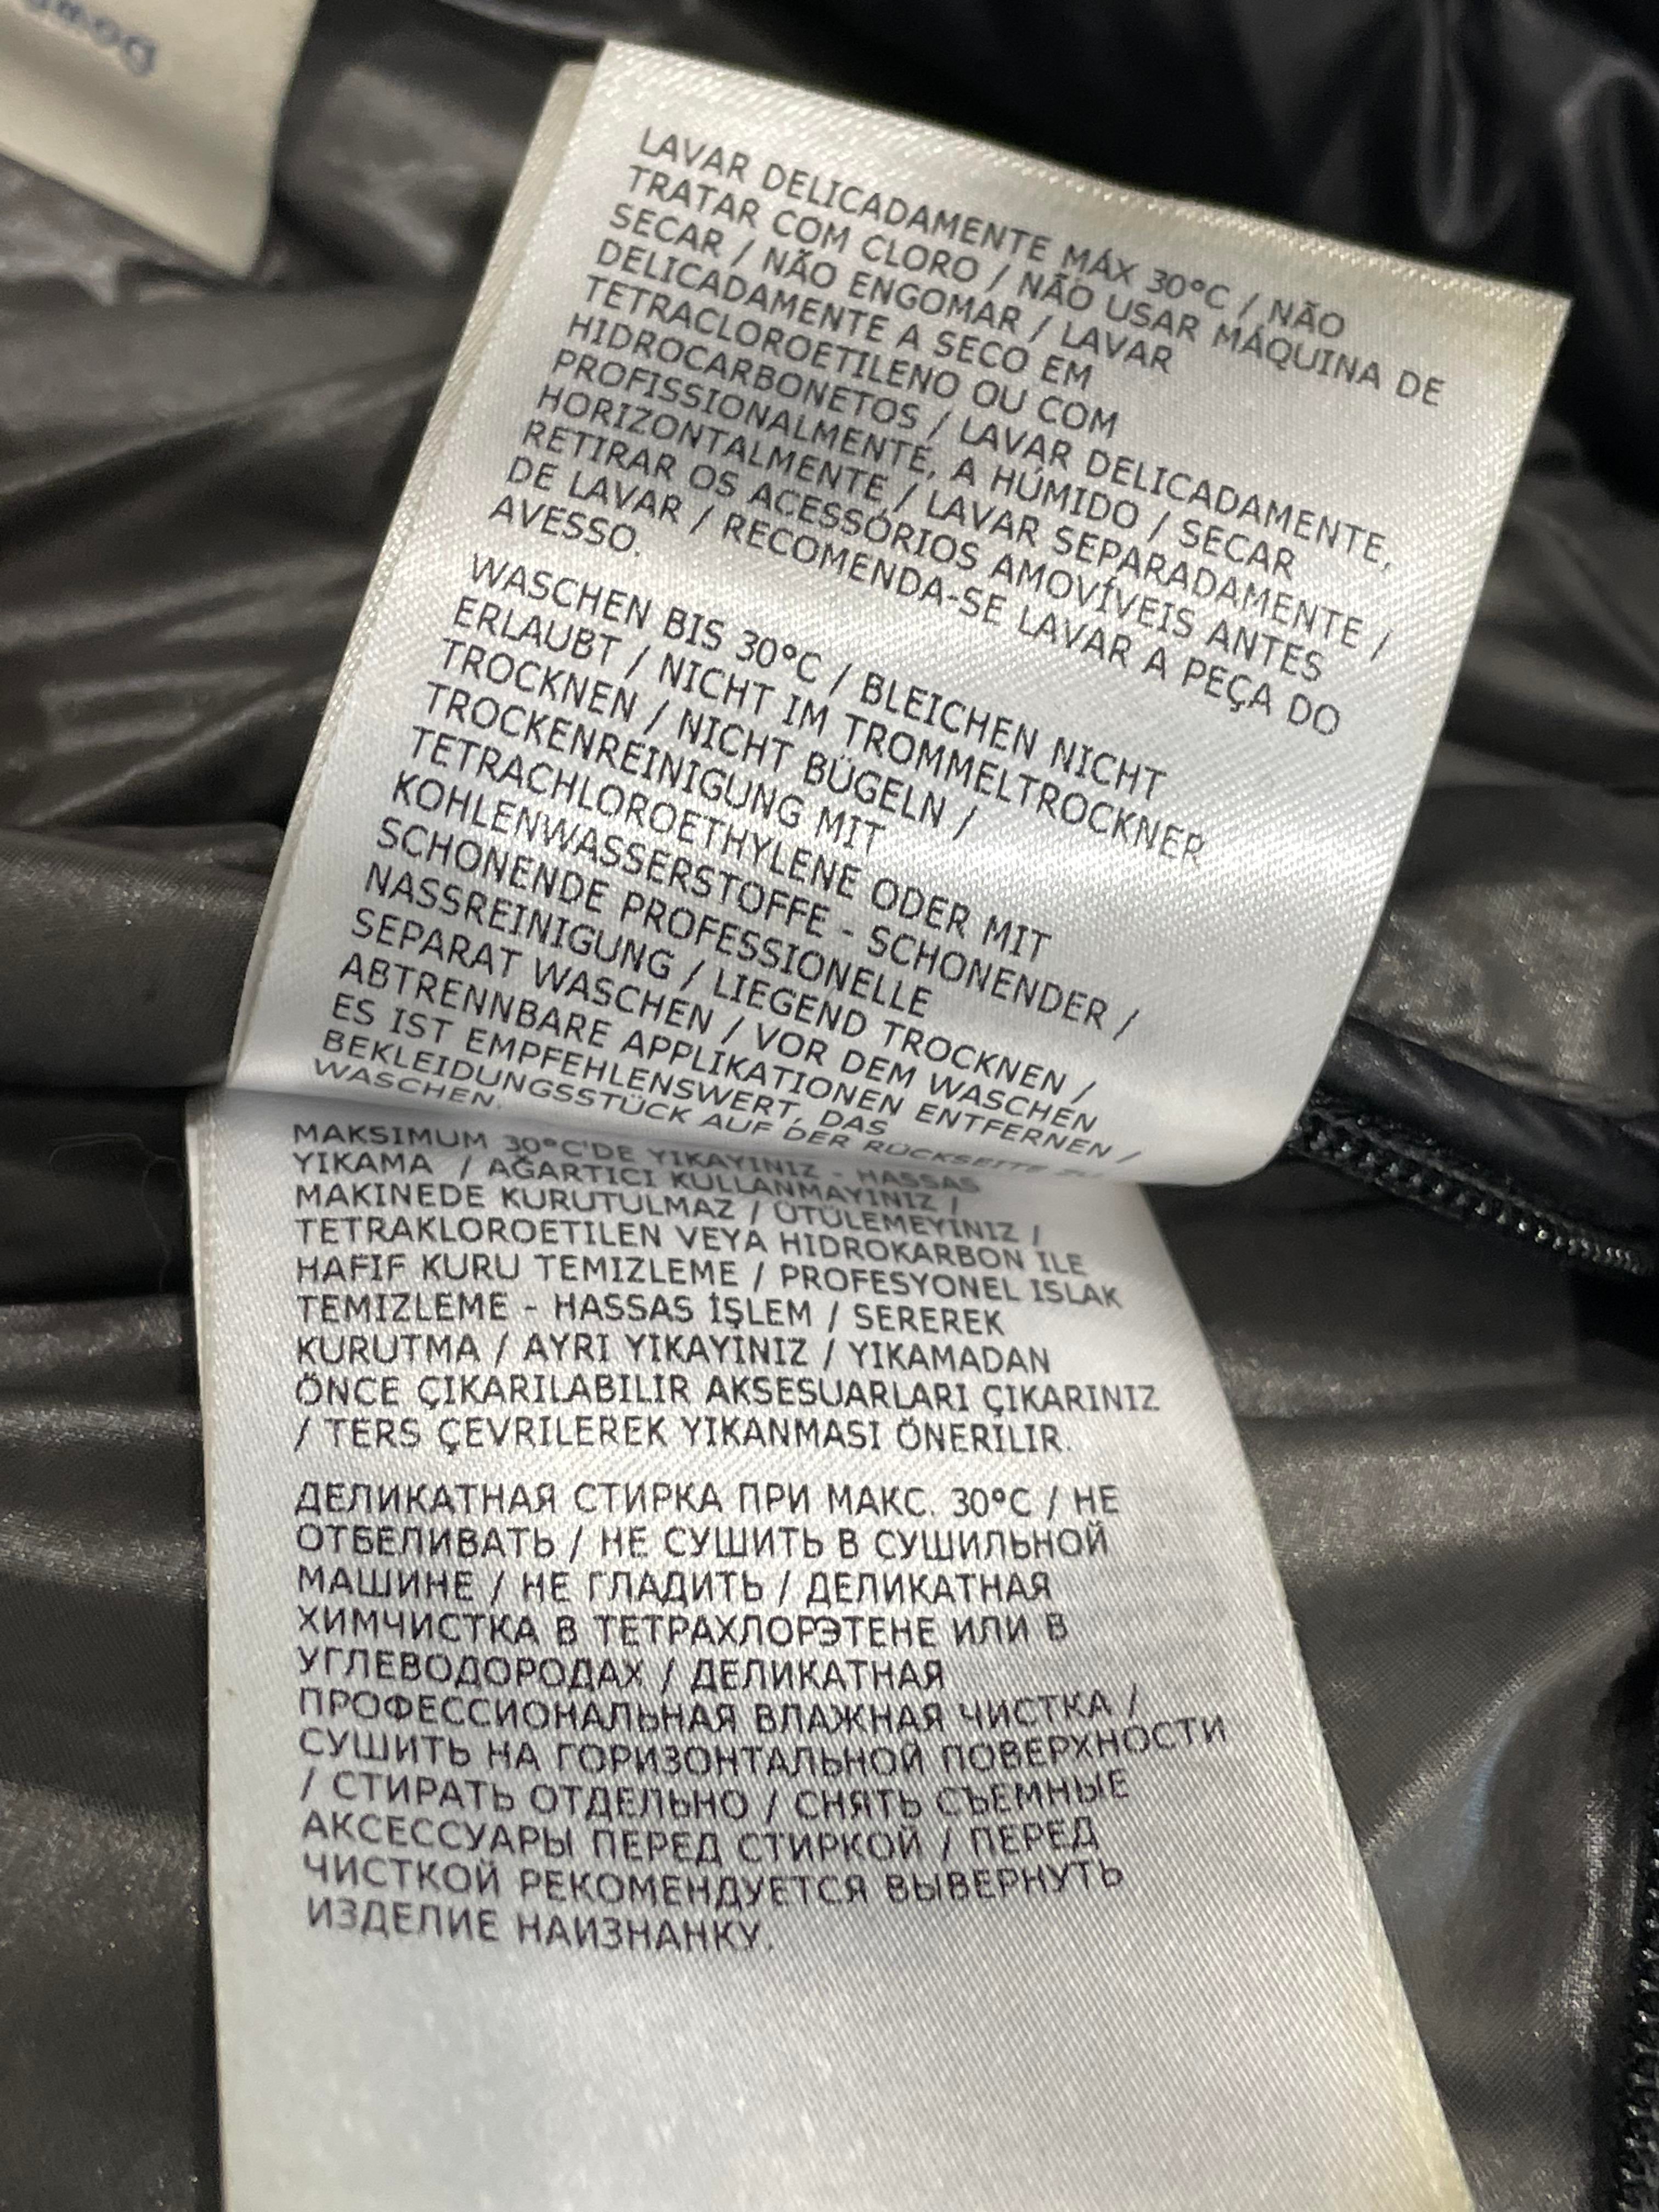 LAVAR DELICADAMENTE MÁX 30°C / NÃO
TRATAR COM CLORO / NÃO USAR MÁQUINA DE
SECAR / NÃO ENGOMAR / LAVAR
DELICADAMENTE A SECO EM
TETRACLOROETILENO OU COM
HIDROCARBONETOS / LAVAR DELICADAMENTE,
PROFISSIONALMENTE, A HÚMIDO / SECAR
HORIZONTALMENTE / LAVAR SEPARADAMENTE /
RETIRAR OS ACESSÓRIOS AMOVÍVEIS ANTES
DE LAVAR / RECOMENDA-SE LAVAR A PEÇA DO
AVESSO.
WASCHEN BIS 30°C / BLEICHEN NICHT
ERLAUBT / NICHT IM TROMMELTROCKNER
TROCKNEN / NICHT BÜGELN /
TROCKENREINIGUNG MIT
TETRACHLOROETHYLENE ODER MIT
KOHLENWASSERSTOFFE - SCHONENDER /
SCHONENDE PROFESSIONELLE
NASSREINIGUNG / LIEGEND TROCKNEN /
SEPARAT WASCHEN / VOR DEM WASCHEN
ABTRENNBARE APPLIKATIONEN ENTFERNEN /
ES IST EMPFEHLENSWERT, DAS
BEKLEIDUNGSSTÜCK AUF DER RÜCKSEITE
WASCHEN.
MAKSIMUM 30°C'DE YIKAYINIZ - HASSAS
YIKAMA / AĞARTICI KULLANMAYINIZ /
MAKINEDE KURUTULMAZ / ÜTÜLEMEYINIZ /
TETRAKLOROETILEN VEYA HIDROKARBON ILE
HAFIF KURU TEMIZLEME / PROFESYONEL ISLAK
TEMIZLEME - HASSAS İŞLEM / SEREREK
KURUTMA / AYRI YIKAYINIZ / YIKAMADAN
ÖNCE ÇIKARILABILIR AKSESUARLARI ÇIKARINIZ
/ TERS ÇEVRILEREK YIKANMASI ÖNERILIR.
ДЕЛИКАТНАЯ СТИРКА ПРИ МАКС. 30°C / НЕ
ОТБЕЛИВАТЬ / НЕ СУШИТЬ В СУШИЛЬНОЙ
МАШИНЕ / НЕ ГЛАДИТЬ / ДЕЛИКАТНАЯ
ХИМЧИСТКА В ТЕТРАХЛОРЭТЕНЕ ИЛИ В
УГЛЕВОДОРОДАХ / ДЕЛИКАТНАЯ
ПРОФЕССИОНАЛЬНАЯ ВЛАЖНАЯ ЧИСТКА /
СУШИТЬ НА ГОРИЗОНТАЛЬНОЙ ПОВЕРХНОСТИ
/ СТИРАТЬ ОТДЕЛЬНО / СНЯТЬ СЪЕМНЫЕ
АКСЕССУАРЫ ПЕРЕД СТИРКОЙ / ПЕРЕД
ЧИСТКОЙ РЕКОМЕНДУЕТСЯ ВЫВЕРНУТЬ
ИЗДЕЛИЕ НАИЗНАНКУ.